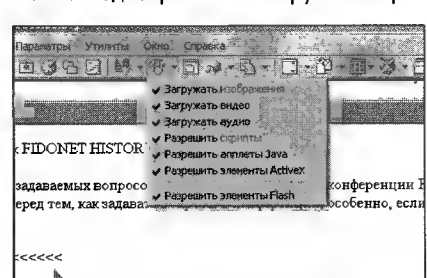 Параметры Утилиты Окно Справка
Загружать изображения
Загружать видео
Загружать аудио
Разрешить скрипты
Разрешить апплеты Java
Разрешить элементы ActiveX
Разрешить элементы Flash
FIDONET HISTOR
задаваемых вопросо конференции
еред тем, как задава особенно, если
<<<<<<